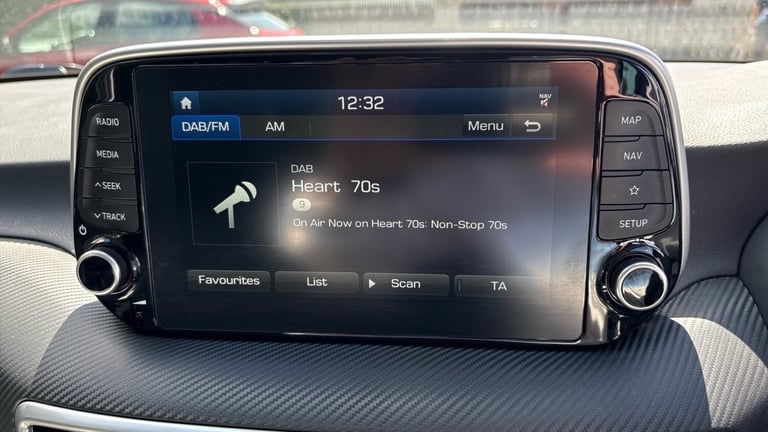 12:32
NAV
DAB/FM AM Menu
DAB
Heart 70s
9
On Air Now on Heart 70s: Non-Stop 70s
Favourites List Scan TA
RADIO
MEDIA
SEEK
TRACK
MAP
NAV
SETUP